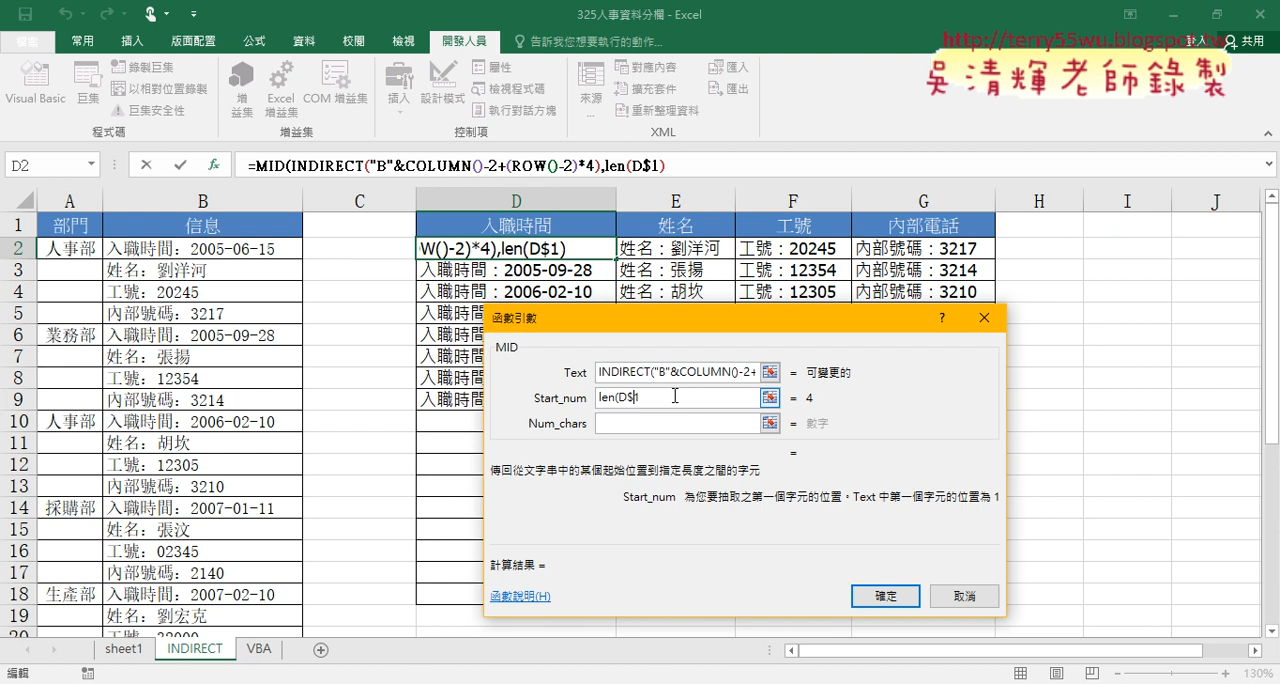 325人事資料分欄 - Excel
檔案 常用 插入 版面配置 公式 資料 校閱 檢視 開發人員 告訴我您想要執行的動作... 登入 共用
http://terry55wu.blogspot.tw
吳清輝老師錄製
Visual Basic 巨集 錄製巨集 以相對位置錄製 巨集安全性 程式碼
增益集 Excel 增益集 COM 增益集 增益集
插入 設計模式 屬性 檢視程式碼 執行對話方塊 控制項
來源 對應內容 擴充套件 重新整理資料 匯入 匯出 XML
D2 fx =MID(INDIRECT("B"&COLUMN()-2+(ROW()-2)*4),len(D$1)
A B C D E F G H I J
1 部門 信息 入職時間 姓名 工號 內部電話
2 人事部 入職時間: 2005-06-15 W()-2)*4),len(D$1) 姓名：劉洋河 工號：20245 內部號碼：3217
3 姓名: 劉洋河 入職時間：2005-09-28 姓名：張揚 工號：12354 內部號碼：3214
4 工號: 20245 入職時間：2006-02-10 姓名：胡坎 工號：12305 內部號碼：3210
5 內部號碼: 3217 入職時
6 業務部 入職時間: 2005-09-28 入職時間
7 姓名: 張揚 入職時間
8 工號: 12354 入職時間
9 內部號碼: 3214 入職時間
10 人事部 入職時間: 2006-02-10
11 姓名: 胡坎
12 工號: 12305
13 內部號碼: 3210
14 採購部 入職時間: 2007-01-11
15 姓名: 張汶
16 工號: 02345
17 內部號碼: 2140
18 生產部 入職時間: 2007-02-10
19 姓名: 劉宏克
函數引數 ?
MID
Text INDIRECT("B"&COLUMN()-2+ = 可變更的
Start_num len(D$1 = 4
Num_chars = 數字
=
傳回從文字串中的某個起始位置到指定長度之間的字元
Start_num 為您要抽取之第一個字元的位置。Text 中第一個字元的位置為 1
計算結果 =
函數說明(H) 確定 取消
sheet1 INDIRECT VBA
編輯 130%